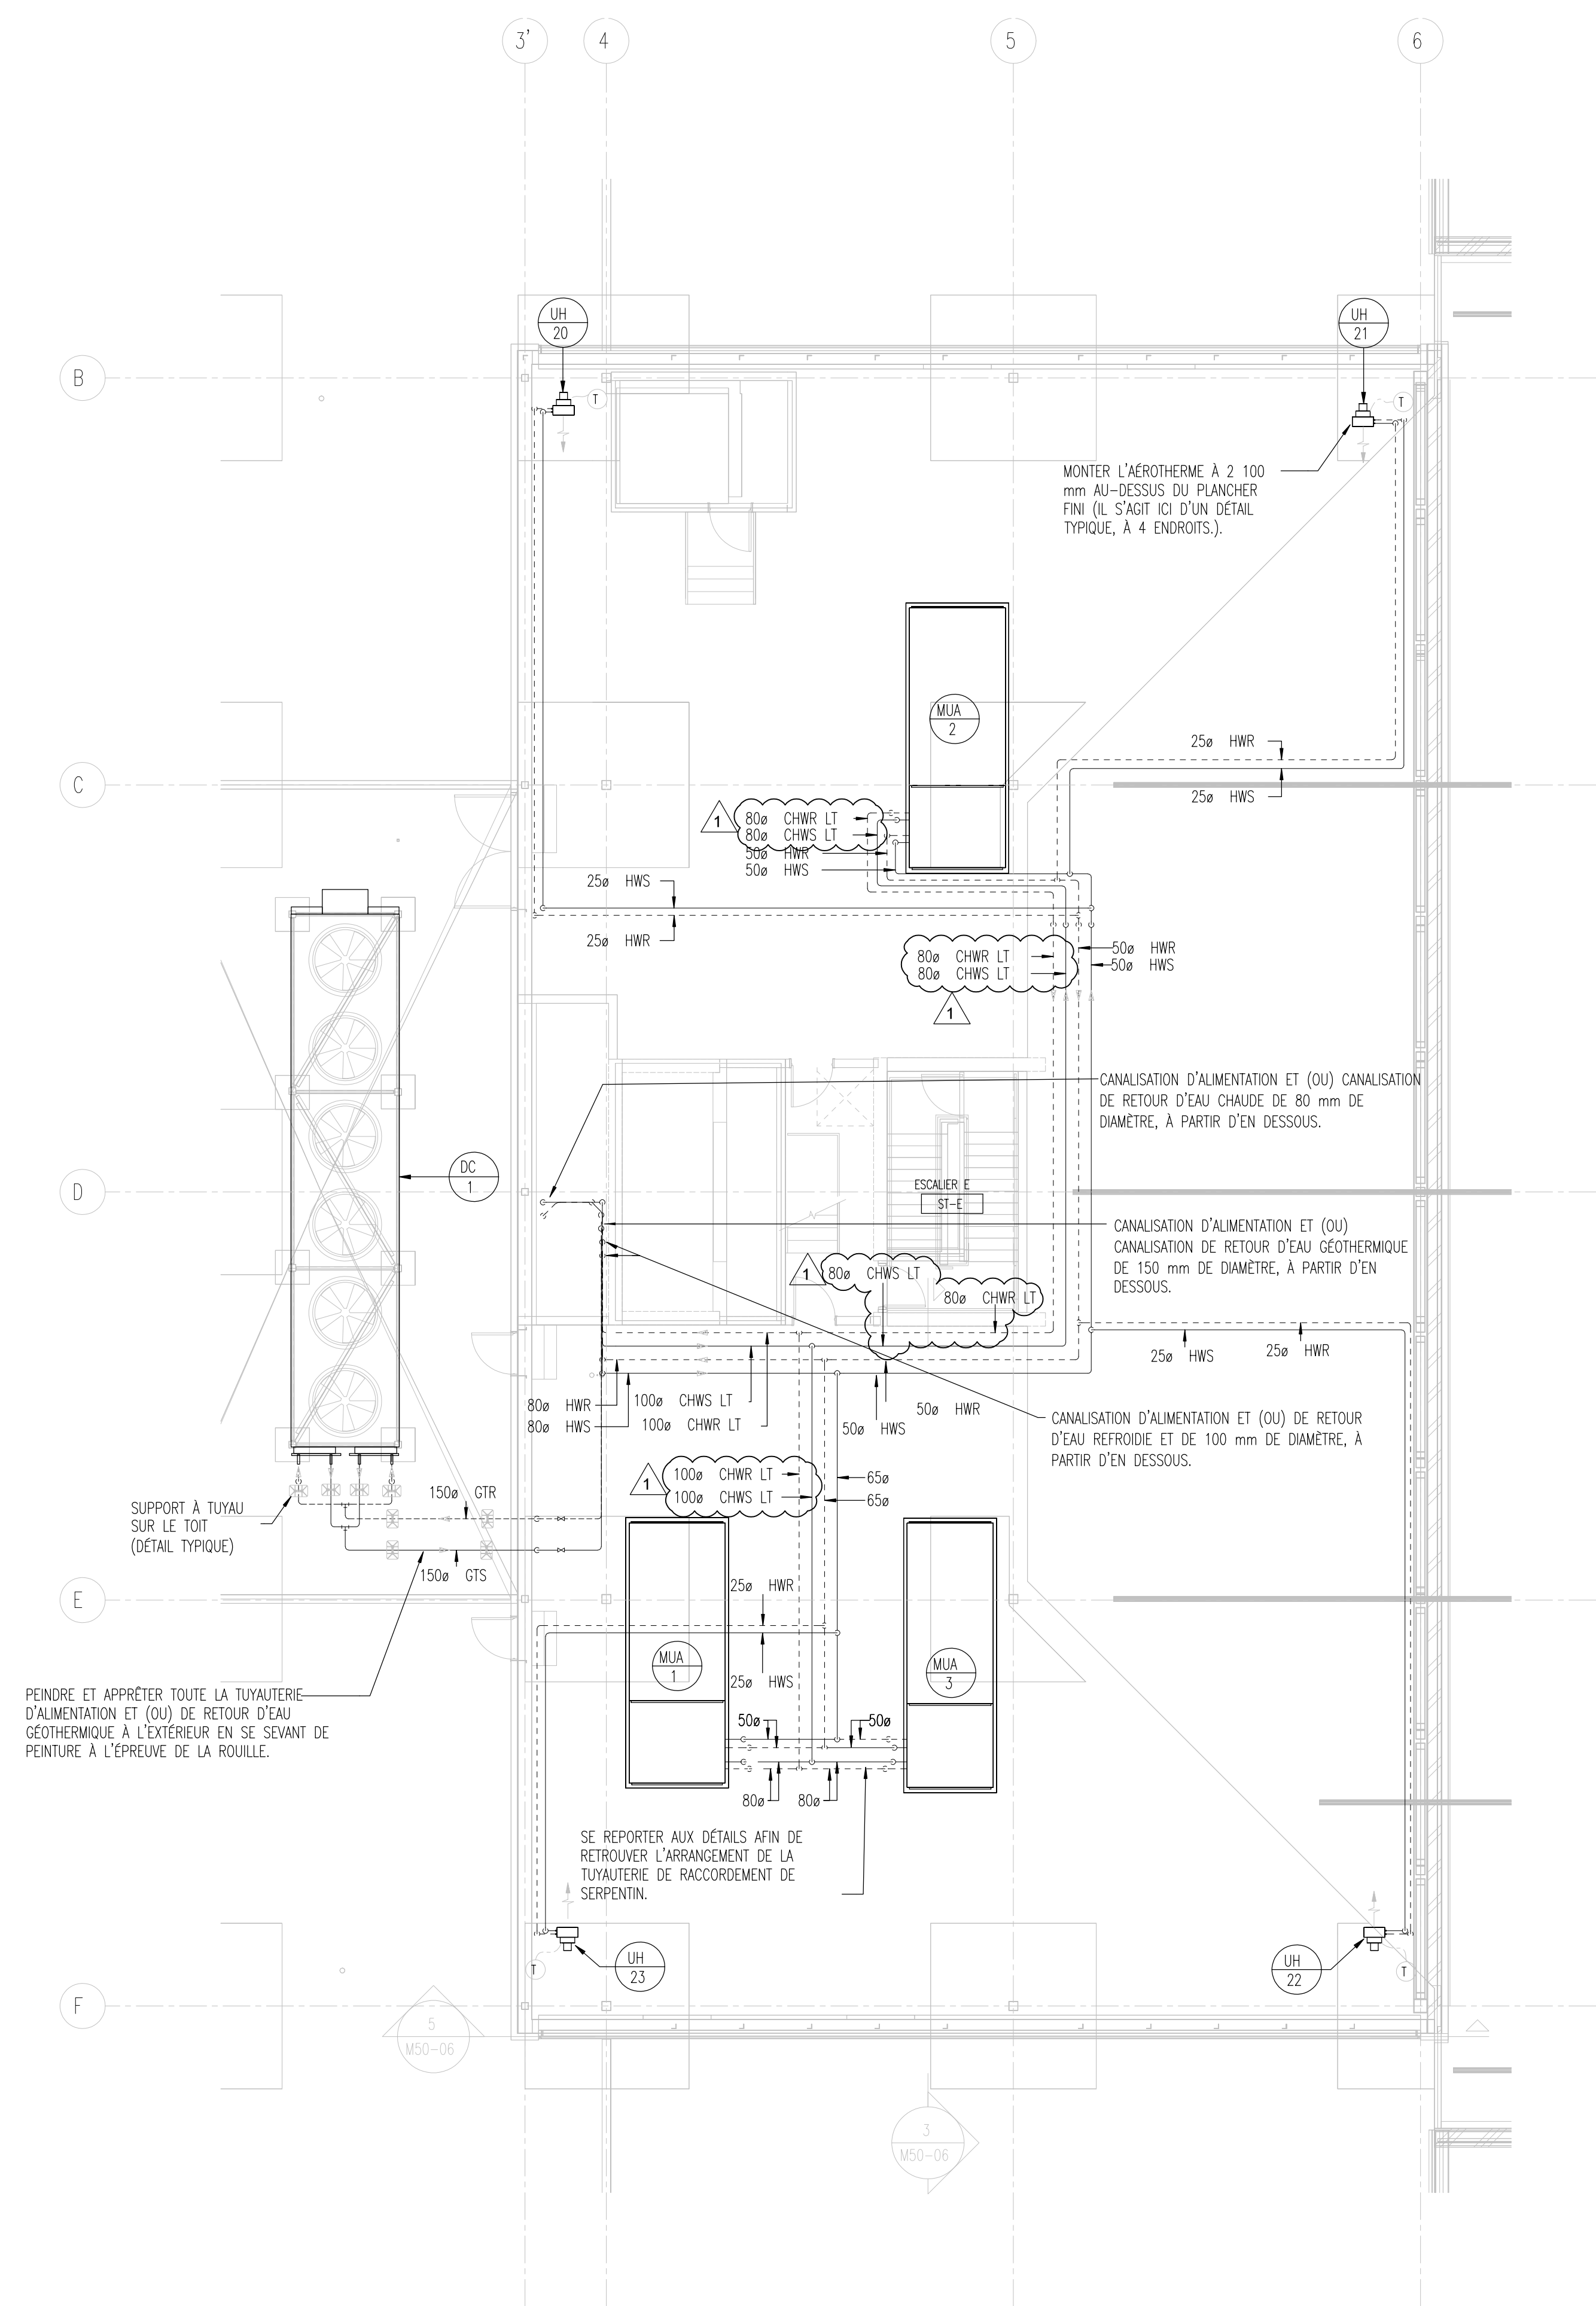 3'
4
5
6
B
C
D
E
F
UH
20
UH
21
T
T
MONTER L'AÉROTHERME À 2 100
mm AU-DESSUS DU PLANCHER
FINI (IL S'AGIT ICI D'UN DÉTAIL
TYPIQUE, À 4 ENDROITS.).
MUA
2
25ø HWR
25ø HWS
1
80ø CHWR LT
80ø CHWS LT
50ø HWR
50ø HWS
25ø HWS
25ø HWR
80ø CHWR LT
80ø CHWS LT
1
50ø HWR
50ø HWS
CANALISATION D'ALIMENTATION ET (OU) CANALISATION
DE RETOUR D'EAU CHAUDE DE 80 mm DE
DIAMÈTRE, À PARTIR D'EN DESSOUS.
DC
1
ESCALIER E
ST-E
CANALISATION D'ALIMENTATION ET (OU)
CANALISATION DE RETOUR D'EAU GÉOTHERMIQUE
DE 150 mm DE DIAMÈTRE, À PARTIR D'EN
DESSOUS.
1
80ø CHWS LT
80ø CHWR LT
25ø HWS
25ø HWR
80ø HWR
80ø HWS
100ø CHWS LT
100ø CHWR LT
50ø HWS
50ø HWR
CANALISATION D'ALIMENTATION ET (OU) DE RETOUR
D'EAU REFROIDIE ET DE 100 mm DE DIAMÈTRE, À
PARTIR D'EN DESSOUS.
1
100ø CHWR LT
100ø CHWS LT
65ø
65ø
150ø GTR
150ø GTS
SUPPORT À TUYAU
SUR LE TOIT
(DÉTAIL TYPIQUE)
25ø HWR
25ø HWS
MUA
1
MUA
3
PEINDRE ET APPRÊTER TOUTE LA TUYAUTERIE
D'ALIMENTATION ET (OU) DE RETOUR D'EAU
GÉOTHERMIQUE À L'EXTÉRIEUR EN SE SEVANT DE
PEINTURE À L'ÉPREUVE DE LA ROUILLE.
50ø
50ø
80ø
80ø
SE REPORTER AUX DÉTAILS AFIN DE
RETROUVER L'ARRANGEMENT DE LA
TUYAUTERIE DE RACCORDEMENT DE
SERPENTIN.
UH
23
UH
22
T
T
5
M50-06
3
M50-06